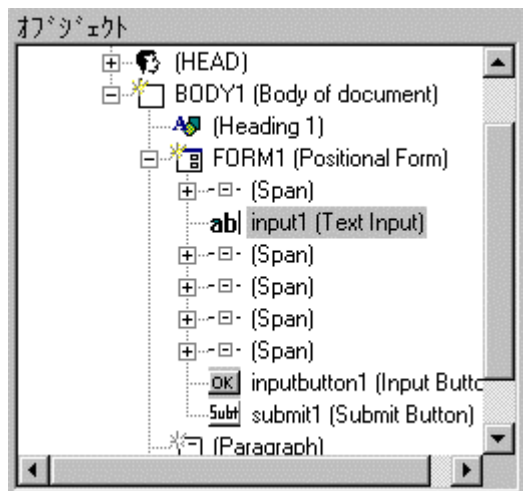 オブジェクト
(HEAD)
BODY1 (Body of document)
(Heading 1)
FORM1 (Positional Form)
(Span)
ab input1 (Text Input)
(Span)
(Span)
(Span)
(Span)
OK inputbutton1 (Input Butto
Subt submit1 (Submit Button)
(Paragraph)